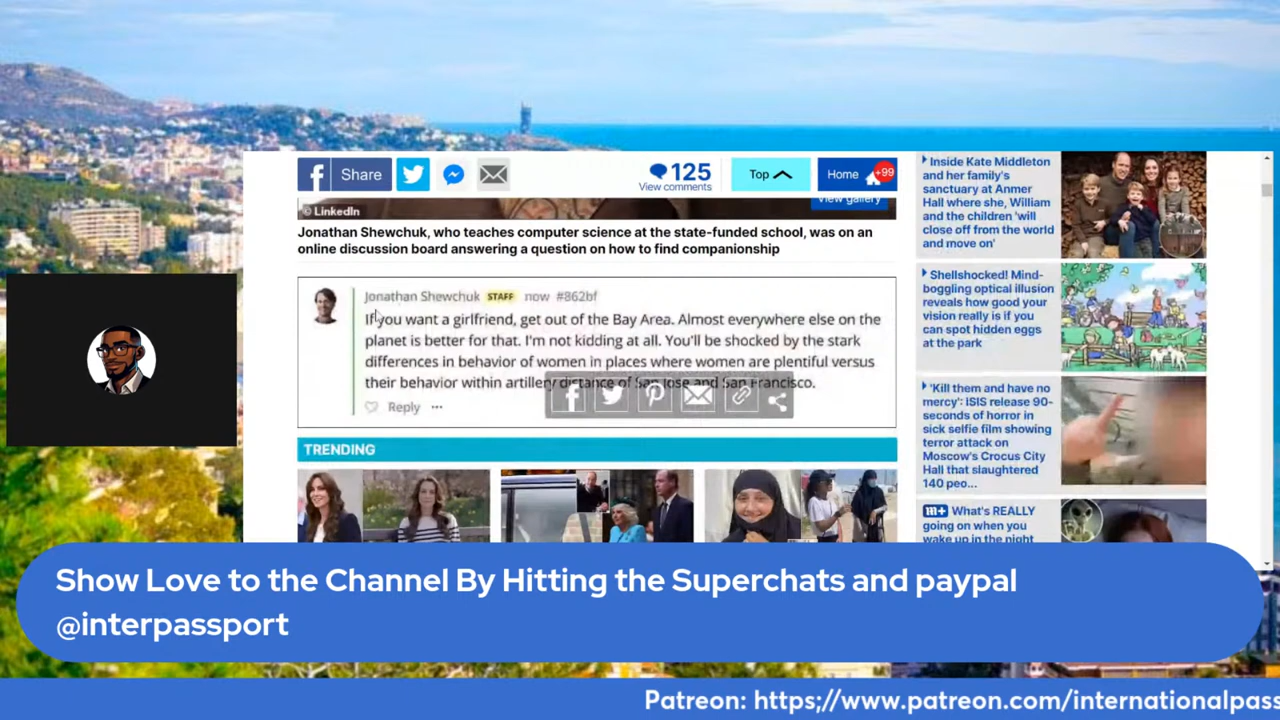 Share
125
View comments
Top
Home
+99
© LinkedIn
View gallery
Jonathan Shewchuk, who teaches computer science at the state-funded school, was on an
online discussion board answering a question on how to find companionship
Jonathan Shewchuk STAFF now #862bf
If you want a girlfriend, get out of the Bay Area. Almost everywhere else on the
planet is better for that. I'm not kidding at all. You'll be shocked by the stark
differences in behavior of women in places where women are plentiful versus
their behavior within artillery distance of San Jose and San Francisco.
Reply
TRENDING
Inside Kate Middleton
and her family's
sanctuary at Anmer
Hall where she, William
and the children 'will
close off from the world
and move on'
Shellshocked! Mind-
boggling optical illusion
reveals how good your
vision really is if you
can spot hidden eggs
at the park
'Kill them and have no
mercy': ISIS release 90-
seconds of horror in
sick selfie film showing
terror attack on
Moscow's Crocus City
Hall that slaughtered
140 peo...
m+ What's REALLY
going on when you
wake up in the night
Show Love to the Channel By Hitting the Superchats and paypal
@interpassport
Patreon: https;//www.patreon.com/internationalpass